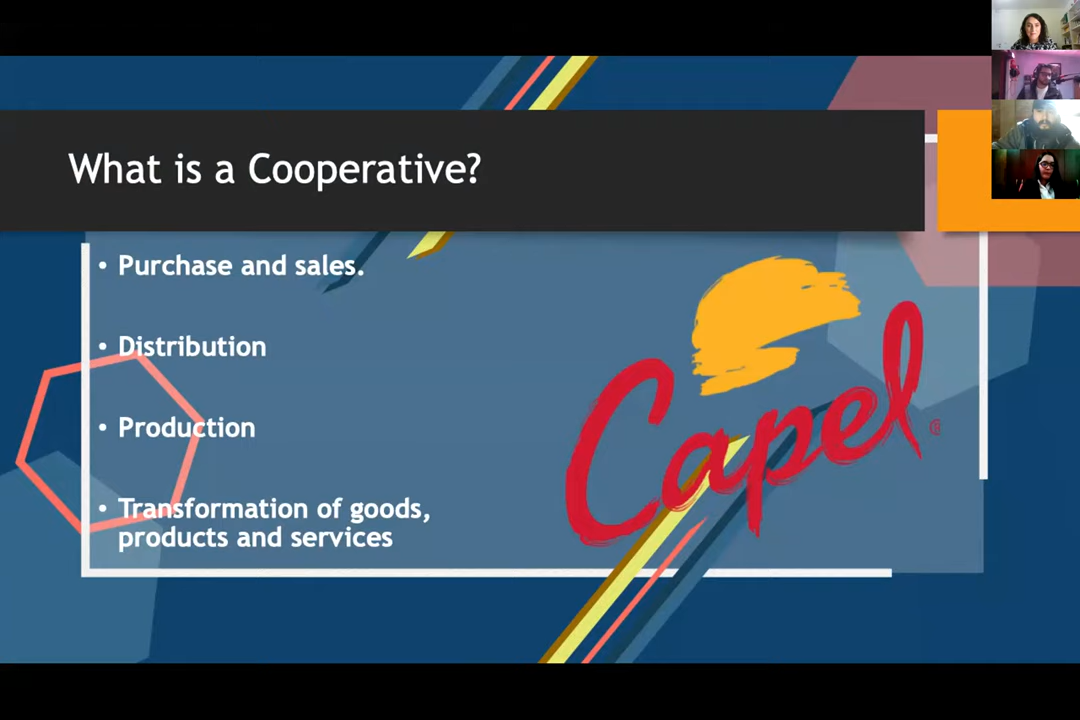 What is a Cooperative?
• Purchase and sales.
• Distribution
• Production
• Transformation of goods,
products and services
Capel